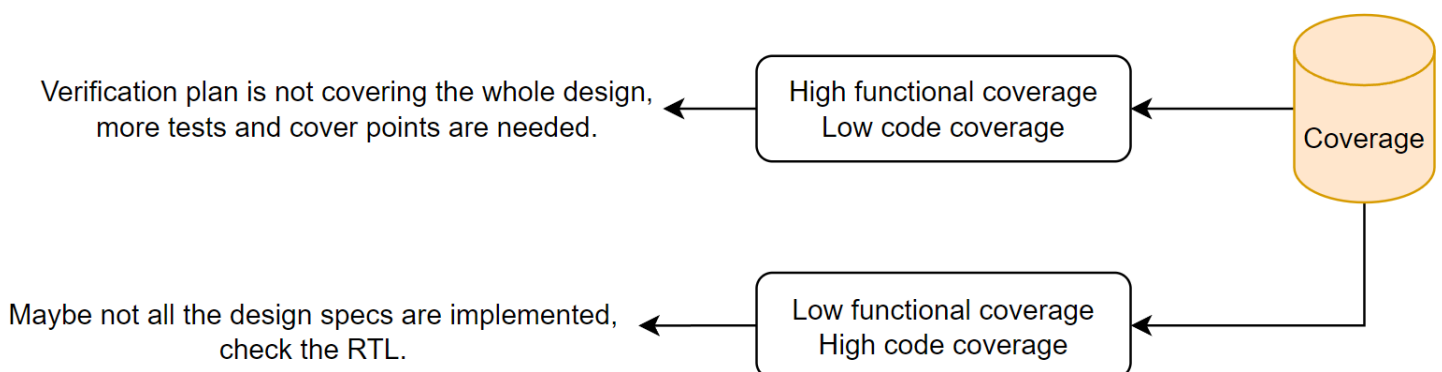 Verification plan is not covering the whole design,
more tests and cover points are needed.
High functional coverage
Low code coverage
Coverage
Maybe not all the design specs are implemented,
check the RTL.
Low functional coverage
High code coverage